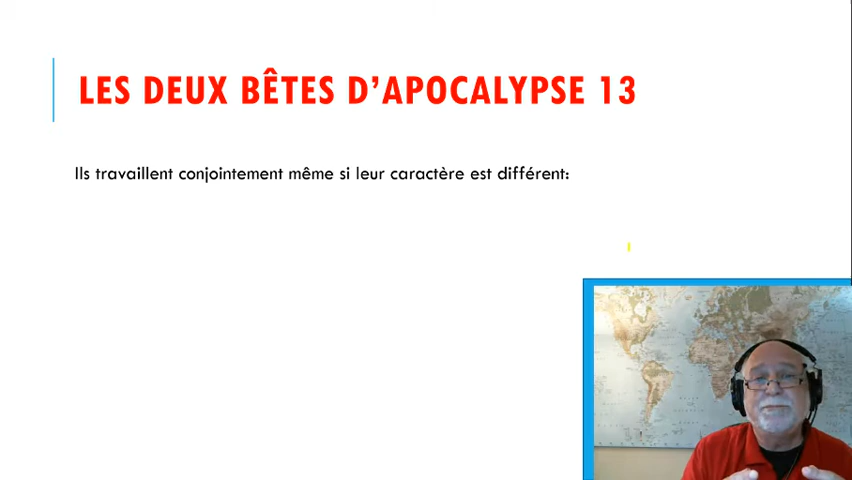 LES DEUX BÊTES D’APOCALYPSE 13
Ils travaillent conjointement même si leur caractère est différent: